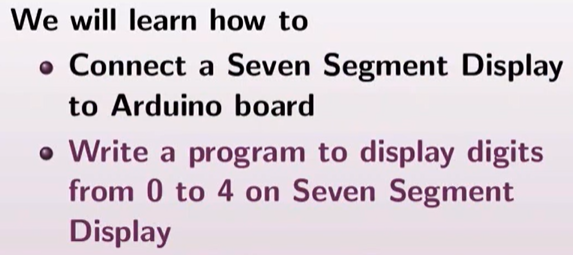 We will learn how to
• Connect a Seven Segment Display
to Arduino board
• Write a program to display digits
from 0 to 4 on Seven Segment
Display